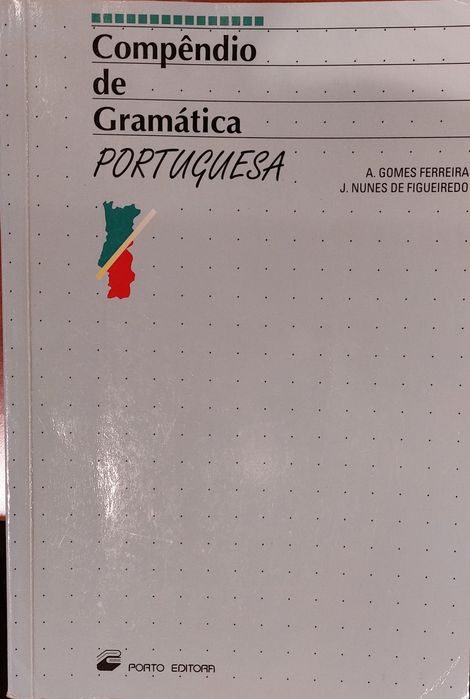 Compêndio
de
Gramática
PORTUGUESA
A. GOMES FERREIRA
J. NUNES DE FIGUEIREDO
PORTO EDITORA